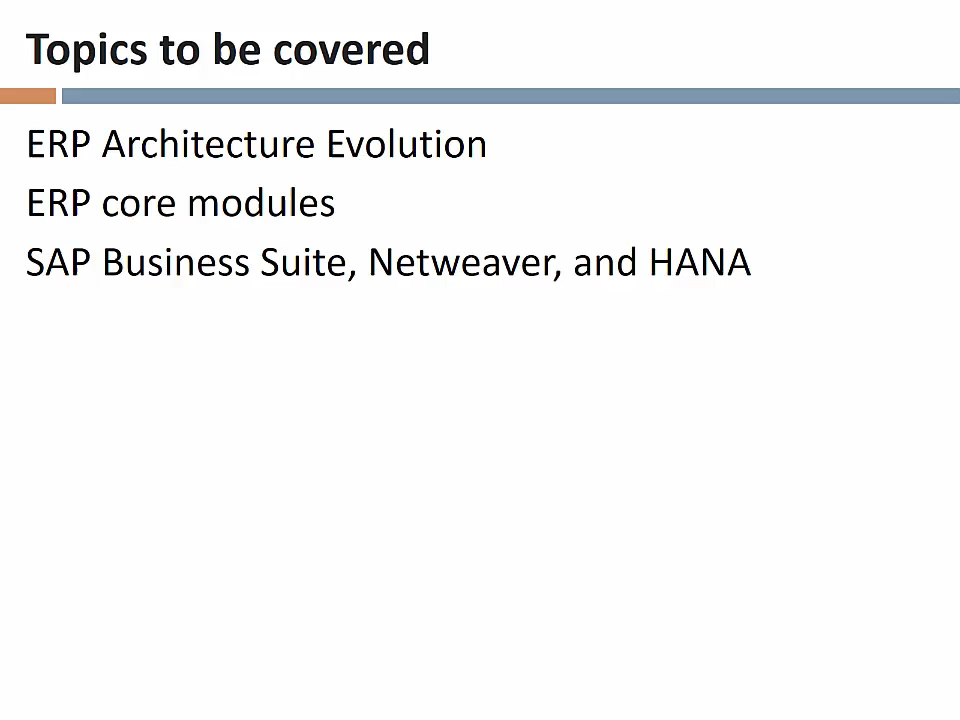 Topics to be covered
ERP Architecture Evolution
ERP core modules
SAP Business Suite, Netweaver, and HANA